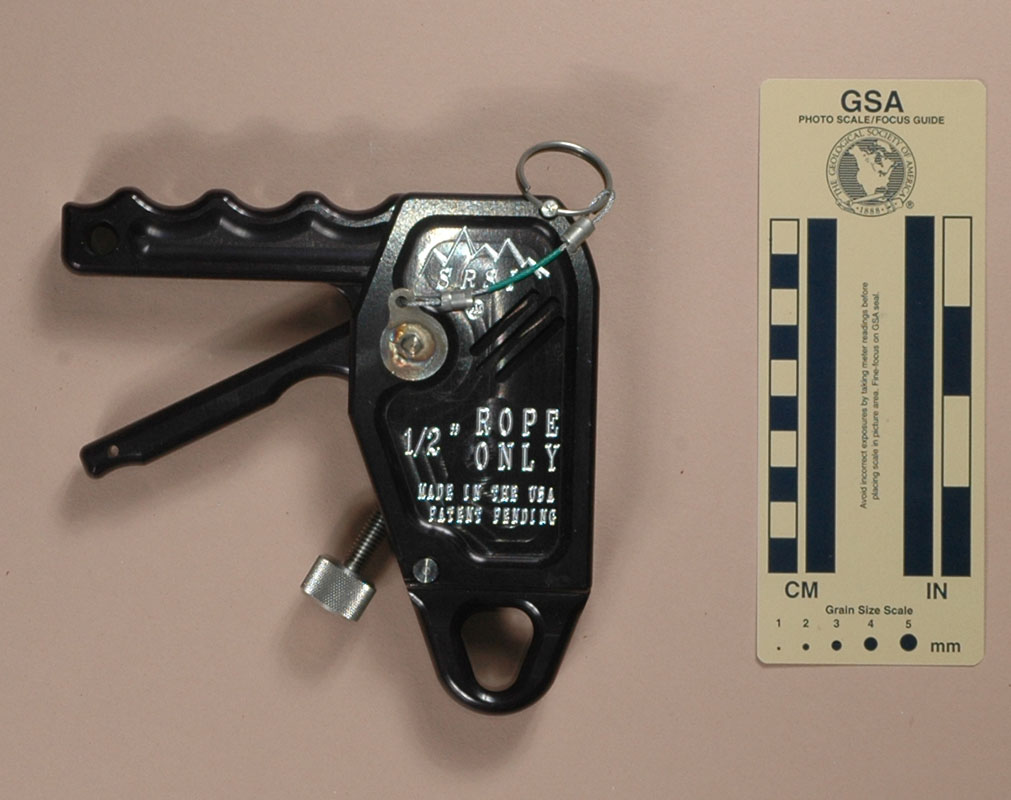 SRSI
®
1/2" ROPE
ONLY
MADE IN THE USA
PATENT PENDING
GSA
PHOTO SCALE/FOCUS GUIDE
THE GEOLOGICAL SOCIETY OF AMERICA
1888
®
Avoid incorrect exposures by taking meter readings before
placing scale in picture area. Fine-focus on GSA seal.
CM
IN
Grain Size Scale
1 2 3 4 5
mm